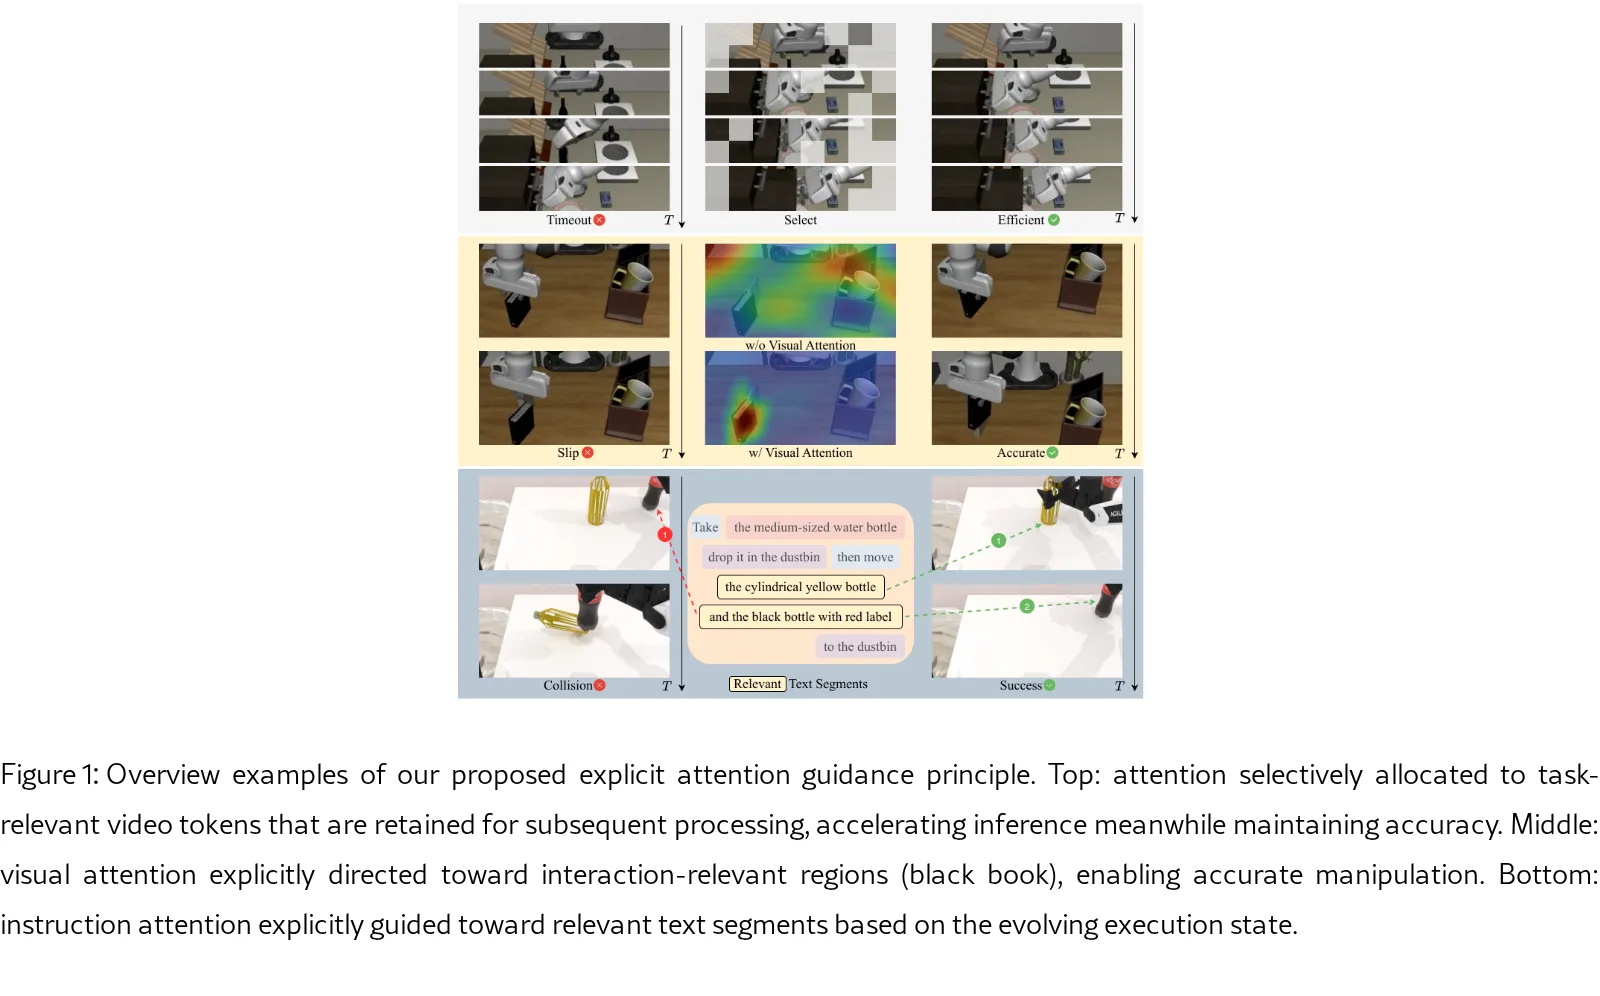 Timeout T
Select
Efficient T
w/o Visual Attention
Slip T
w/ Visual Attention
Accurate T
1
Take the medium-sized water bottle
drop it in the dustbin then move
the cylindrical yellow bottle
and the black bottle with red label
to the dustbin
1
2
Collision T
Relevant Text Segments
Success T
Figure 1: Overview examples of our proposed explicit attention guidance principle. Top: attention selectively allocated to task-
relevant video tokens that are retained for subsequent processing, accelerating inference meanwhile maintaining accuracy. Middle:
visual attention explicitly directed toward interaction-relevant regions (black book), enabling accurate manipulation. Bottom:
instruction attention explicitly guided toward relevant text segments based on the evolving execution state.